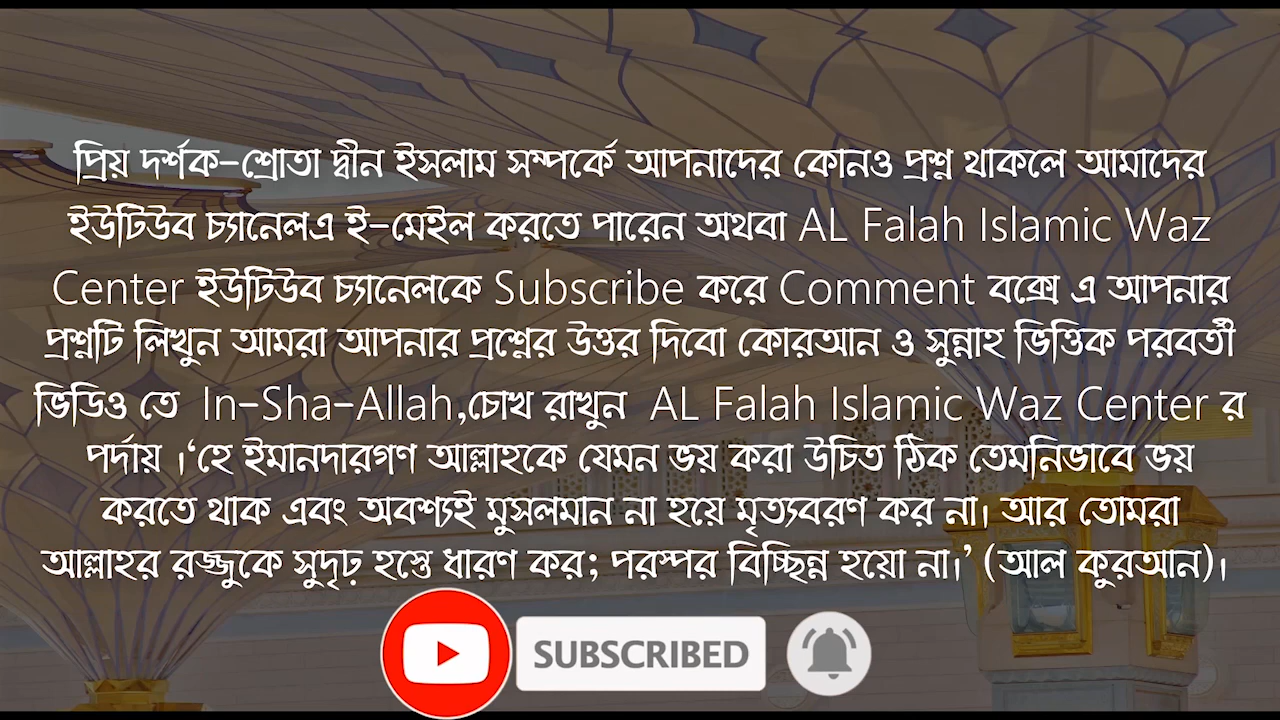 প্রিয় দর্শক-শ্রোতা দ্বীন ইসলাম সম্পর্কে আপনাদের কোনও প্রশ্ন থাকলে আমাদের
ইউটিউব চ্যানেলএ ই-মেইল করতে পারেন অথবা AL Falah Islamic Waz
Center ইউটিউব চ্যানেলকে Subscribe করে Comment বক্সে এ আপনার
প্রশ্নটি লিখুন আমরা আপনার প্রশ্নের উত্তর দিবো কোরআন ও সুন্নাহ ভিত্তিক পরবর্তী
ভিডিও তে In-Sha-Allah,চোখ রাখুন AL Falah Islamic Waz Center র
পর্দায় ।‘হে ইমানদারগণ আল্লাহকে যেমন ভয় করা উচিত ঠিক তেমনিভাবে ভয়
করতে থাক এবং অবশ্যই মুসলমান না হয়ে মৃত্যবরণ কর না। আর তোমরা
আল্লাহর রজ্জুকে সুদৃঢ় হস্তে ধারণ কর; পরস্পর বিচ্ছিন্ন হয়ো না।’ (আল কুরআন)।
SUBSCRIBED